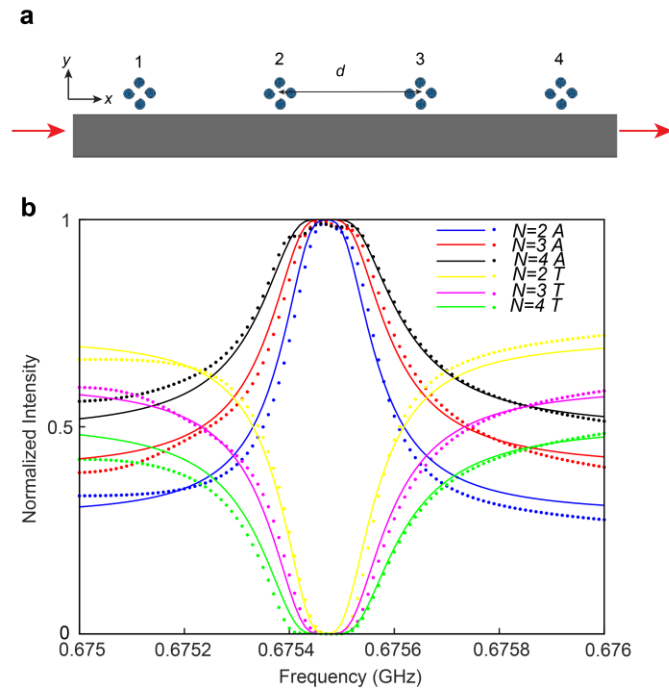 a
y
x
1
2
3
4
d
b
Normalized Intensity
1
0.5
0
N=2 A
N=3 A
N=4 A
N=2 T
N=3 T
N=4 T
0.675
0.6752
0.6754
0.6756
0.6758
0.676
Frequency (GHz)